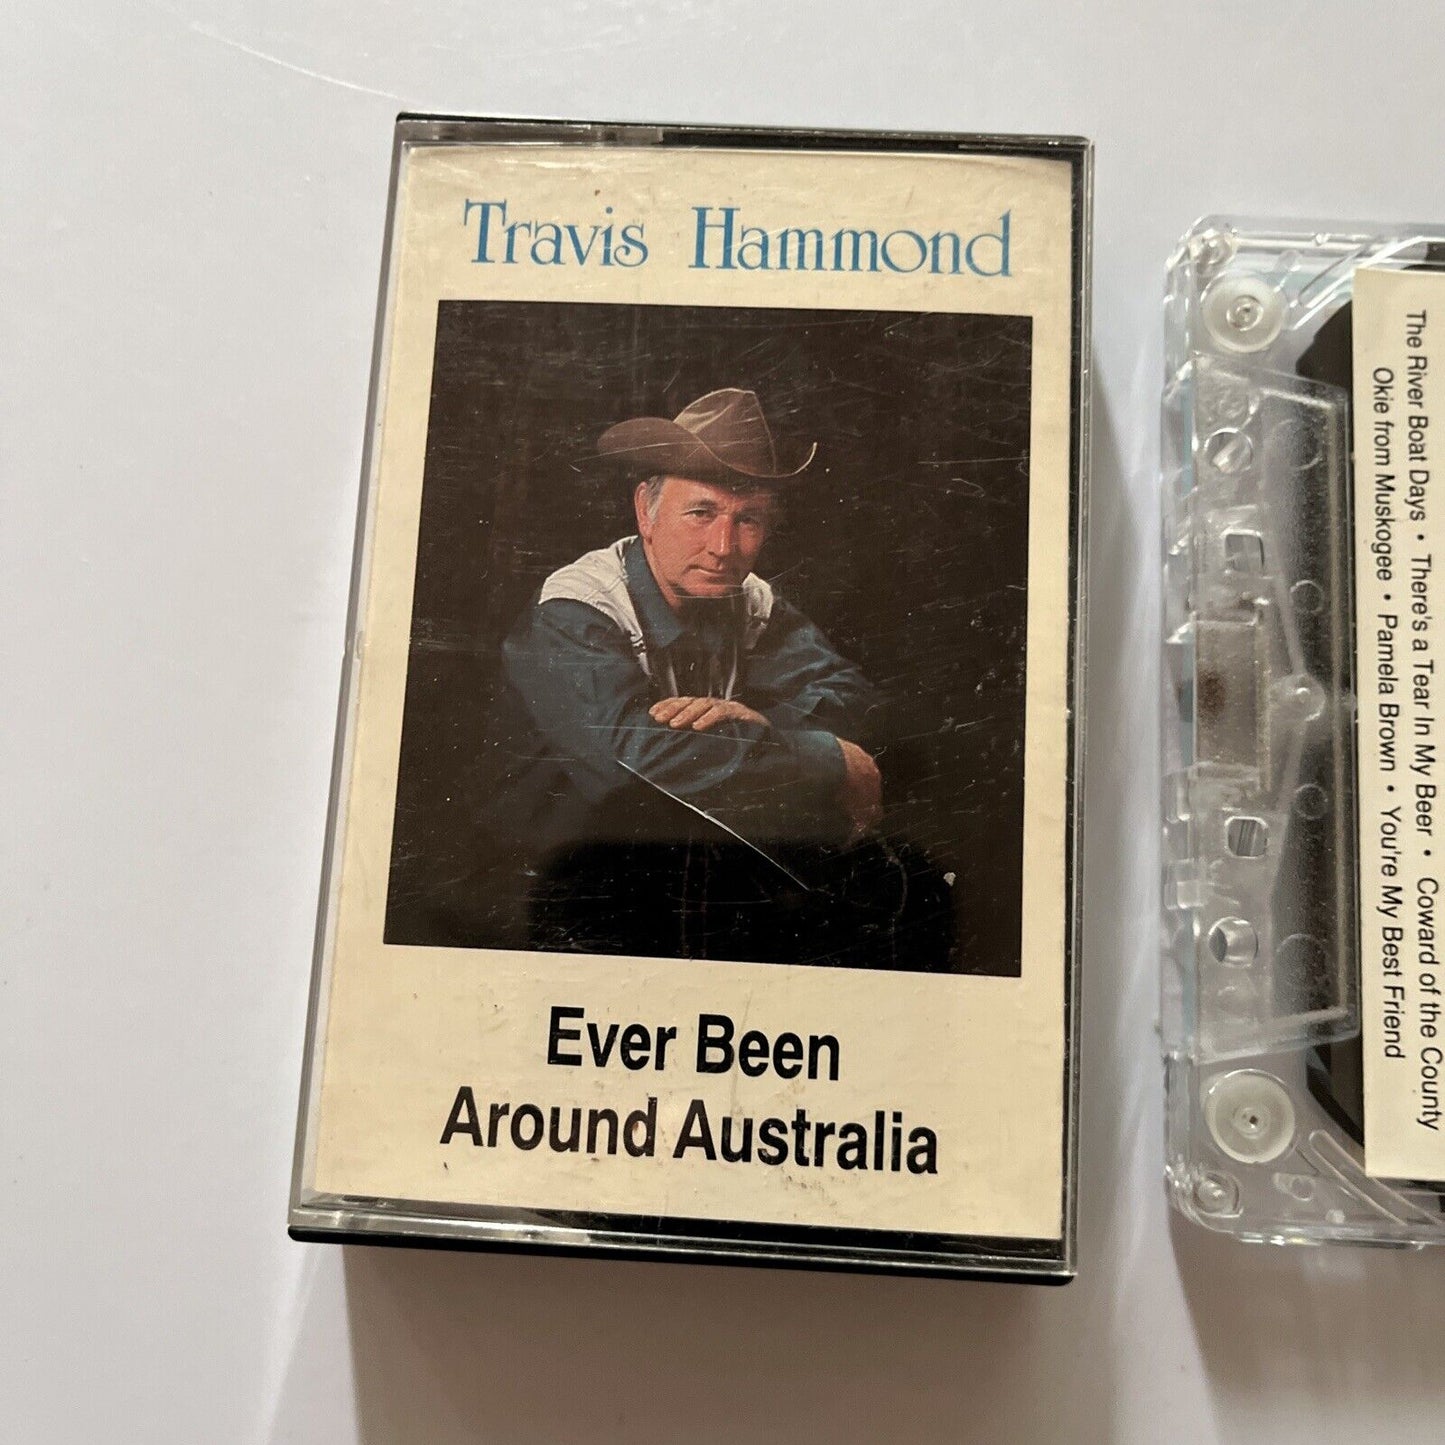 Travis Hammond
Ever Been
Around Australia
The River Boat Days • There's a Tear In My Beer • Coward of the County
Okie from Muskogee • Pamela Brown • You're My Best Friend